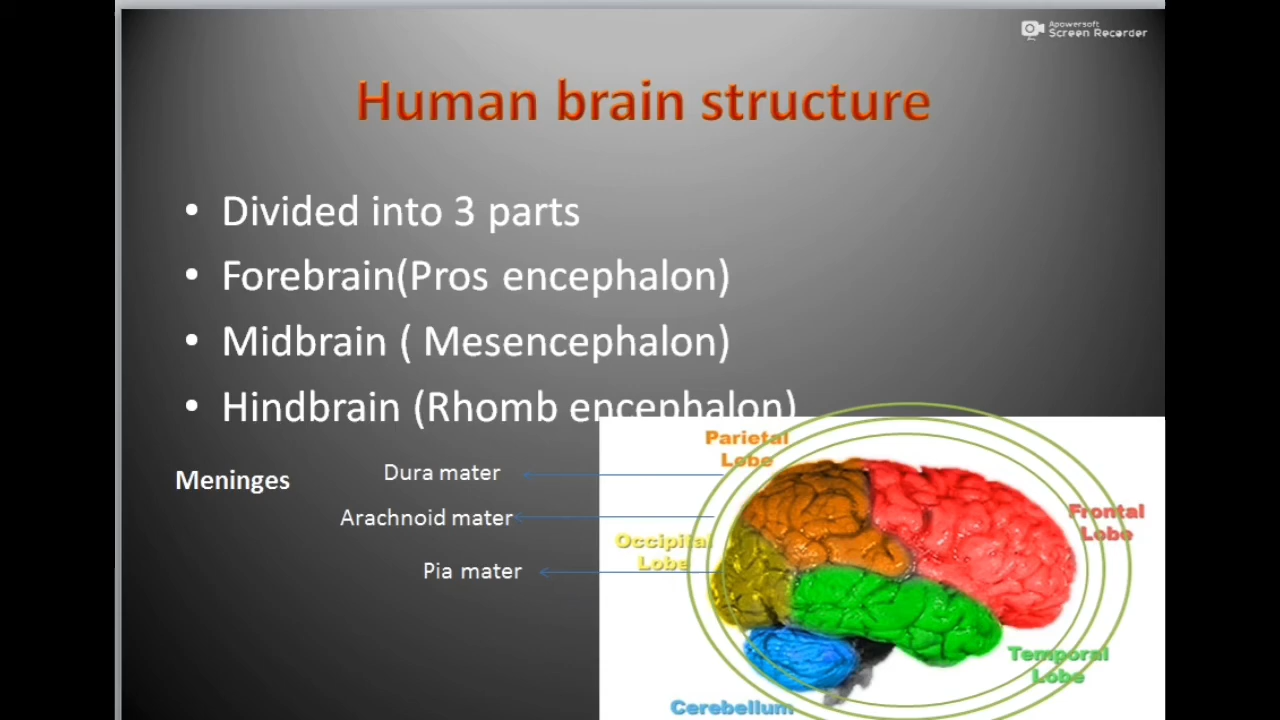 Apowersoft
Screen Recorder
Human brain structure
• Divided into 3 parts
• Forebrain(Pros encephalon)
• Midbrain ( Mesencephalon)
• Hindbrain (Rhomb encephalon)
Meninges
Dura mater
Arachnoid mater
Pia mater
Parietal
Lobe
Frontal
Lobe
Occipital
Lobe
Temporal
Lobe
Cerebellum